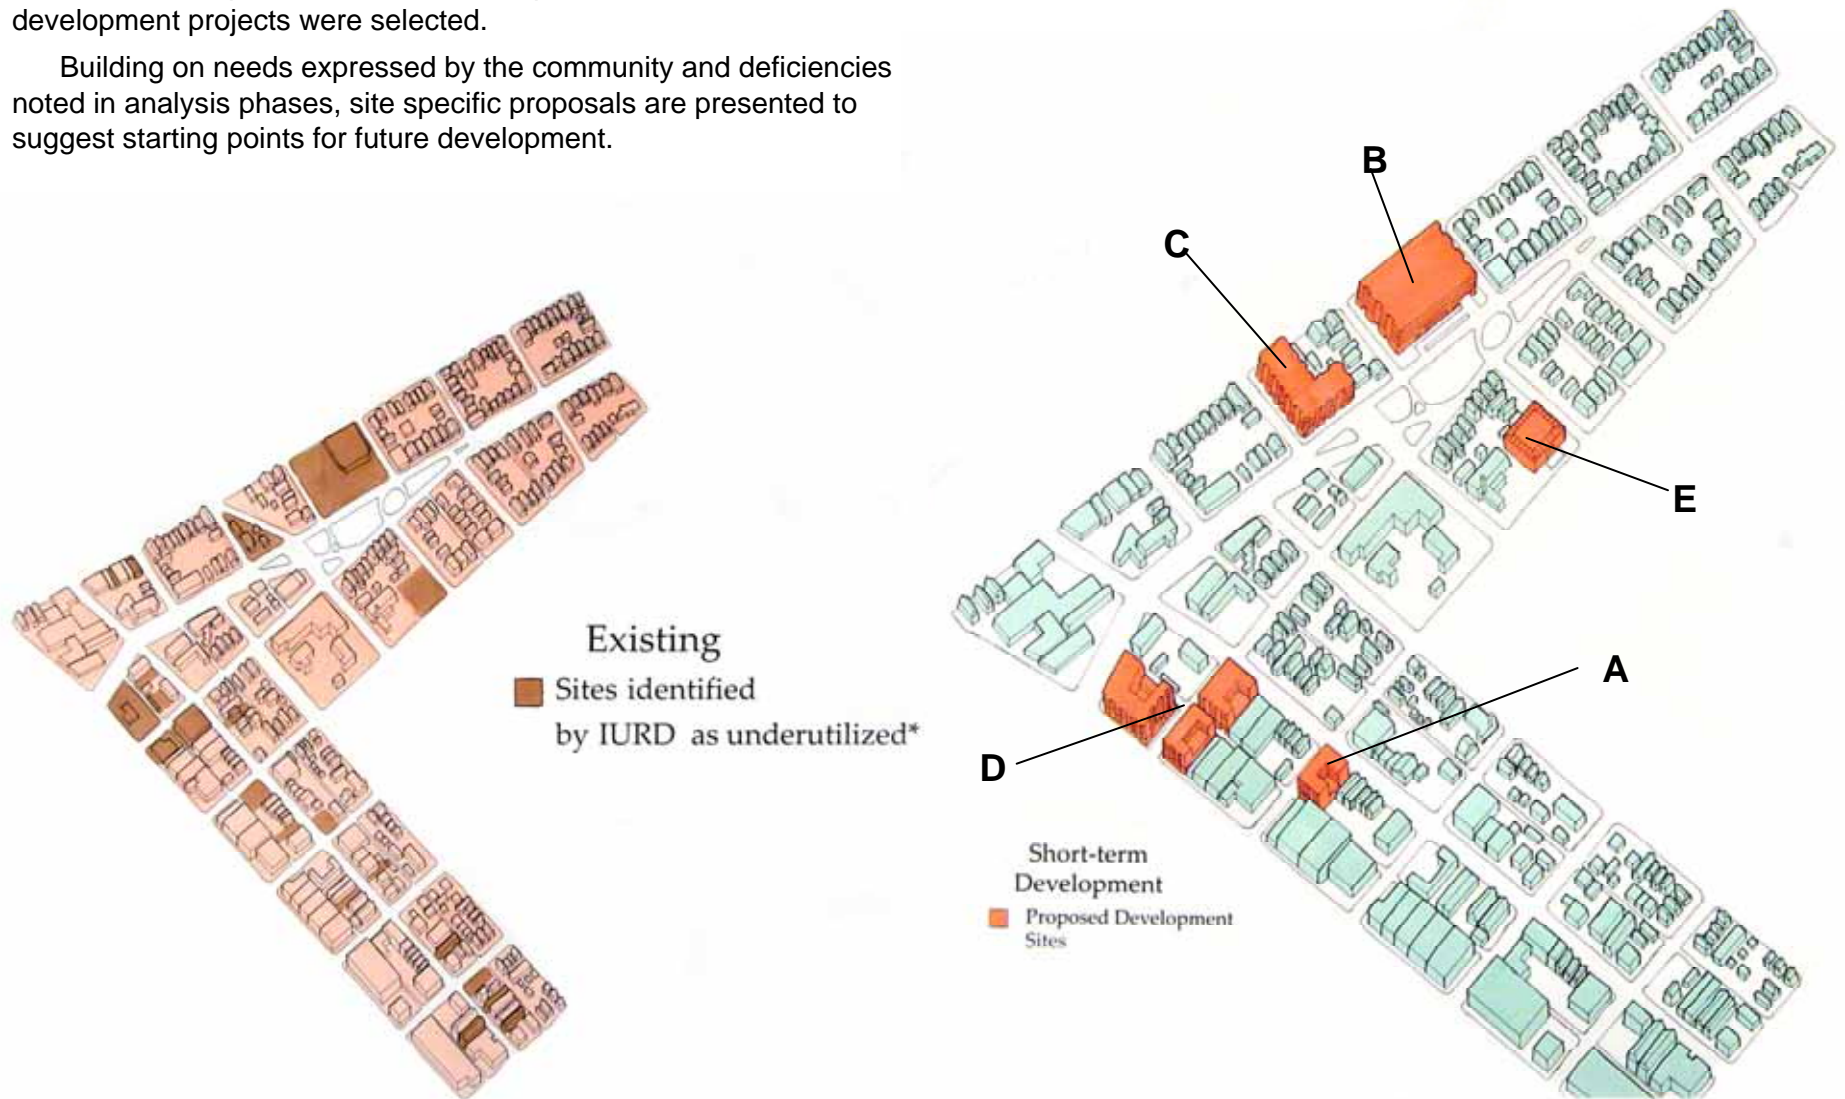 development projects were selected.
Building on needs expressed by the community and deficiencies
noted in analysis phases, site specific proposals are presented to
suggest starting points for future development.
B
C
E
A
D
Existing
Sites identified
by IURD as underutilized*
Short-term
Development
Proposed Development
Sites